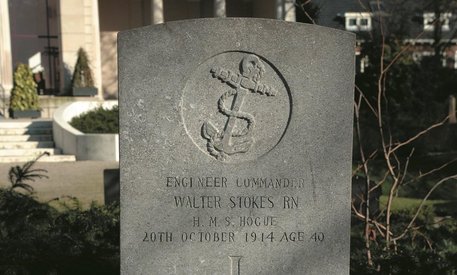 ENGINEER COMMANDER
WALTER STOKES RN
H.M.S. HOGUE
20TH OCTOBER 1914 AGE 40